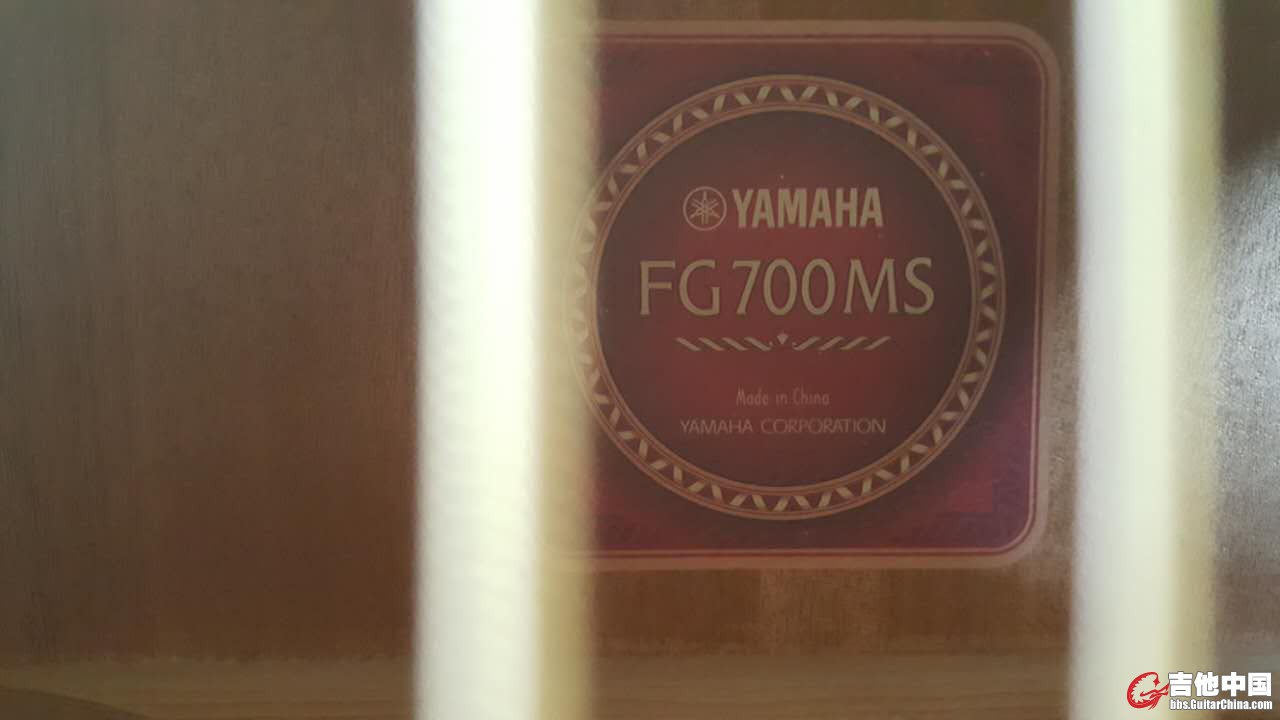 YAMAHA
FG700MS
Made in China
YAMAHA CORPORATION
吉他中国
bbs.GuitarChina.com